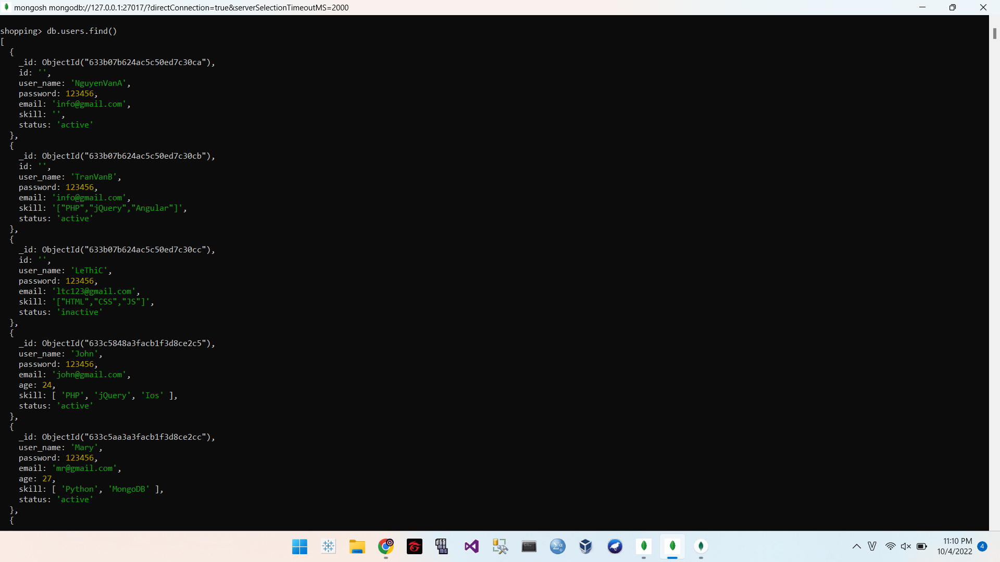 mongosh mongodb://127.0.0.1:27017/?directConnection=true&serverSelectionTimeoutMS=2000
shopping> db.users.find()
[
  {
    _id: ObjectId("633b07b624ac5c50ed7c30ca"),
    id: '',
    user_name: 'NguyenVanA',
    password: 123456,
    email: 'info@gmail.com',
    skill: '',
    status: 'active'
  },
  {
    _id: ObjectId("633b07b624ac5c50ed7c30cb"),
    id: '',
    user_name: 'TranVanB',
    password: 123456,
    email: 'info@gmail.com',
    skill: '["PHP","jQuery","Angular"]',
    status: 'active'
  },
  {
    _id: ObjectId("633b07b624ac5c50ed7c30cc"),
    id: '',
    user_name: 'LeThiC',
    password: 123456,
    email: 'ltc123@gmail.com',
    skill: '["HTML","CSS","JS"]',
    status: 'inactive'
  },
  {
    _id: ObjectId("633c5848a3facb1f3d8ce2c5"),
    user_name: 'John',
    password: 123456,
    email: 'john@gmail.com',
    age: 24,
    skill: [ 'PHP', 'jQuery', 'Ios' ],
    status: 'active'
  },
  {
    _id: ObjectId("633c5aa3a3facb1f3d8ce2cc"),
    user_name: 'Mary',
    password: 123456,
    email: 'mr@gmail.com',
    age: 27,
    skill: [ 'Python', 'MongoDB' ],
    status: 'active'
  },
  {
11:10 PM
10/4/2022
4